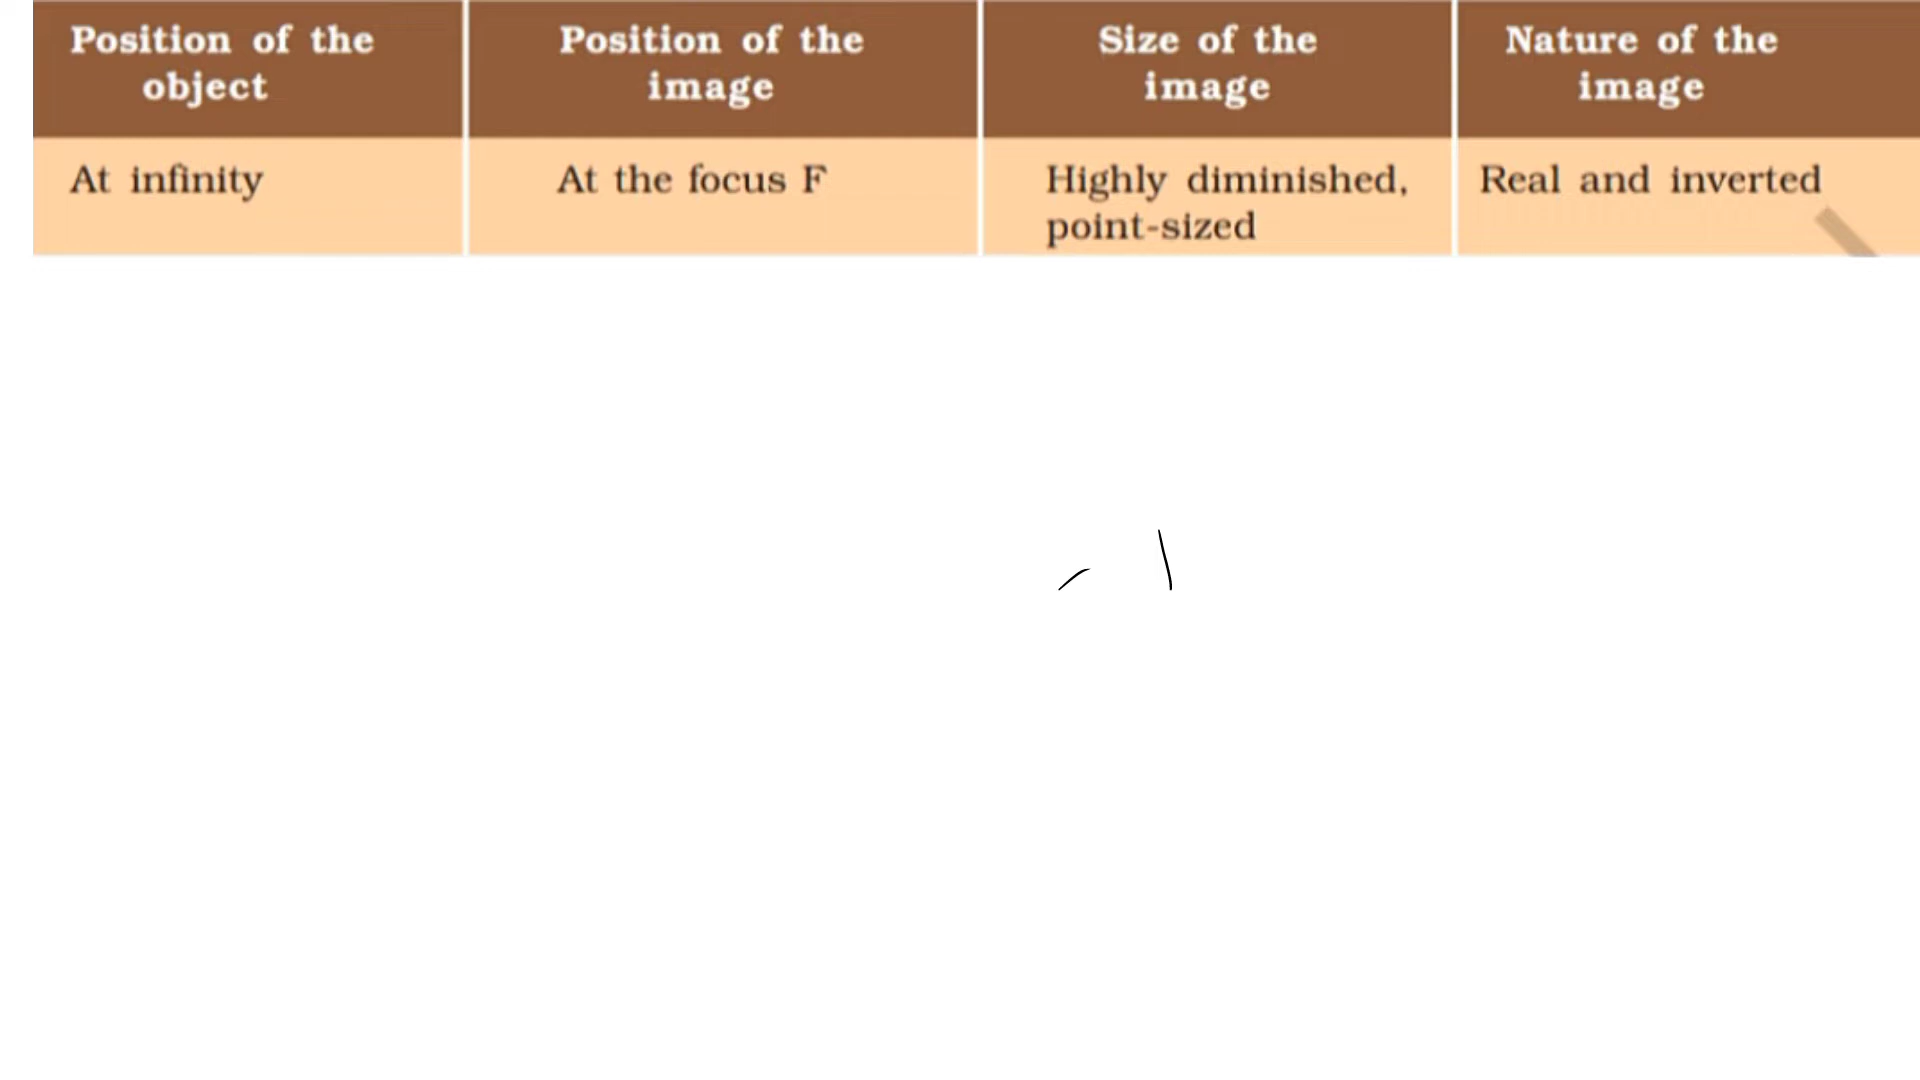 Position of the object
Position of the image
Size of the image
Nature of the image
At infinity
At the focus F
Highly diminished,
point-sized
Real and inverted